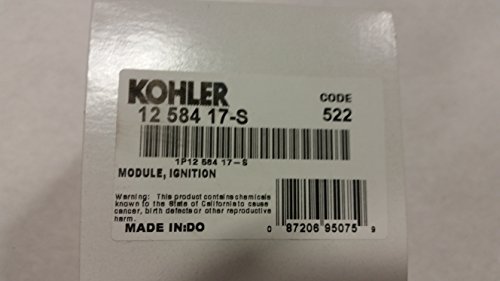 KOHLER CODE
12 584 17-S 522
1P12 584 17-S
MODULE, IGNITION
Warning: This product contains chemicals
known to the State of California to cause
cancer, birth defects or other reproductive
harm.
MADE IN:DO
0 87206 95075 9